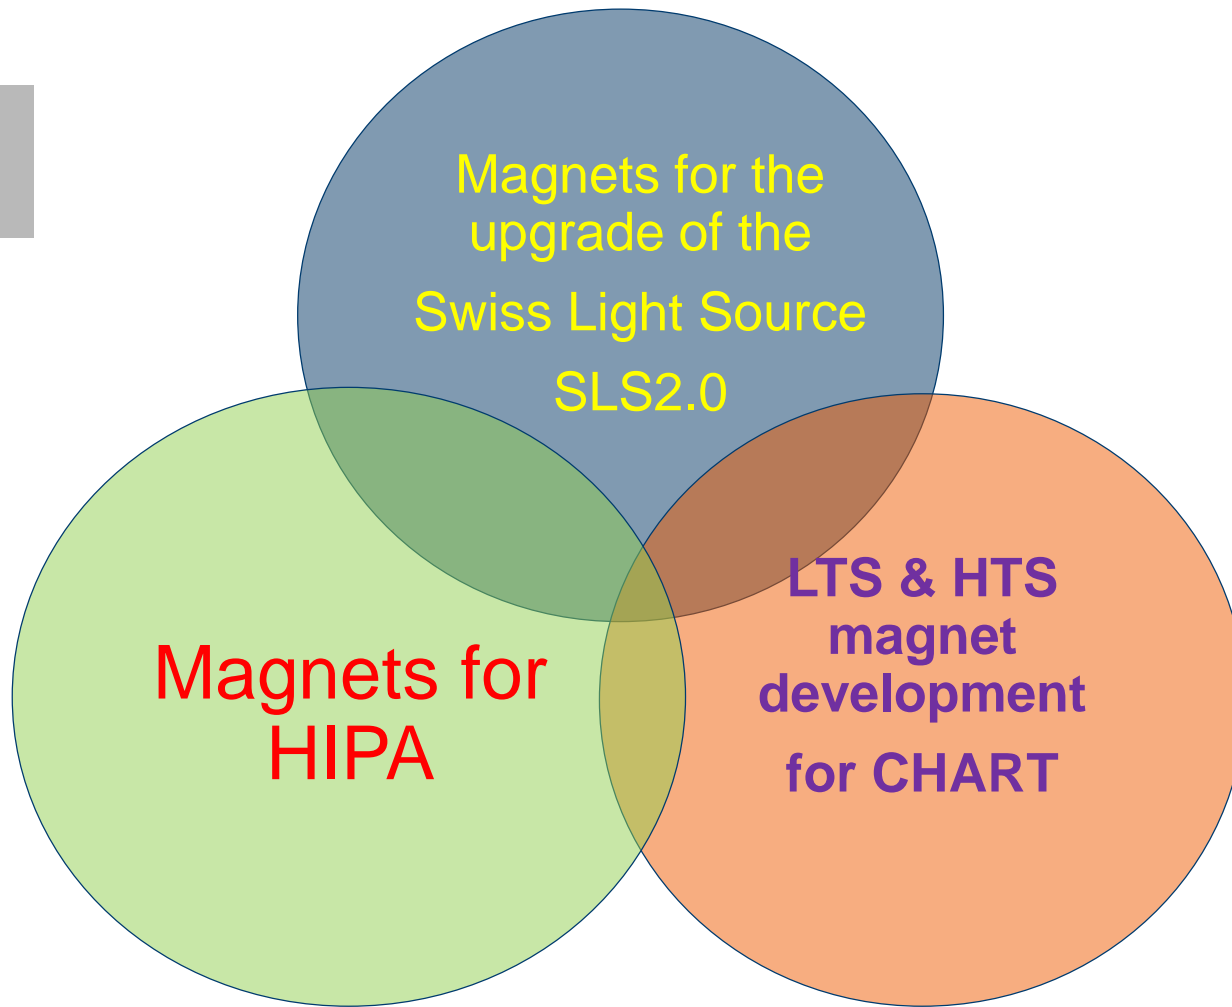 Magnets for the
upgrade of the
Swiss Light Source
SLS2.0
Magnets for
HIPA
LTS & HTS
magnet
development
for CHART